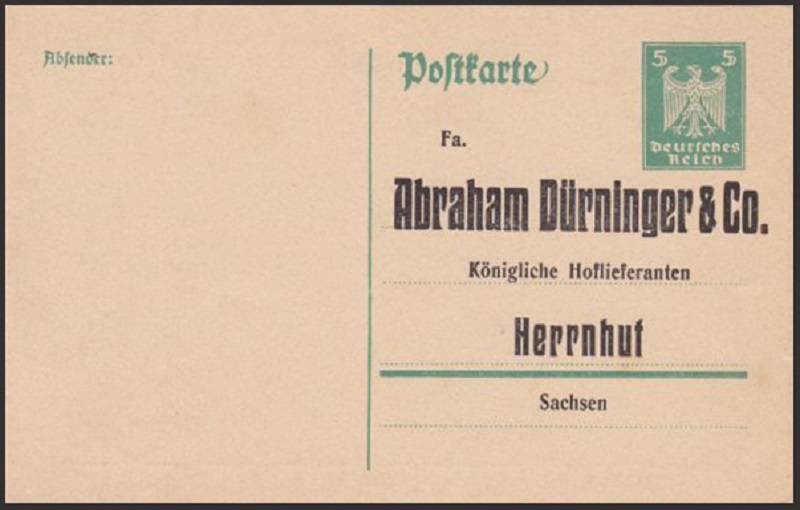 Absender:
Postkarte
5 5
Deutsches
Reich
Fa.
Abraham Dürninger & Co.
Königliche Hoflieferanten
Herrnhut
Sachsen